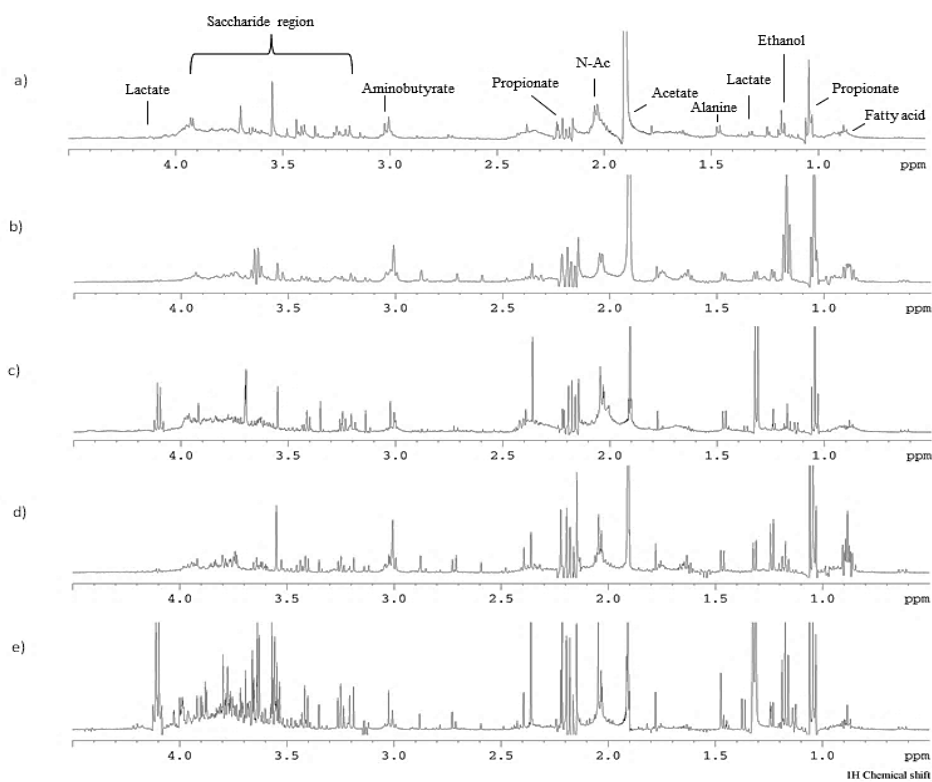 Saccharide region
Ethanol
a)
N-Ac
Lactate
Aminobutyrate
Propionate
Acetate
Lactate
Propionate
Alanine
Fatty acid
4.0 3.5 3.0 2.5 2.0 1.5 1.0 ppm
b)
4.0 3.5 3.0 2.5 2.0 1.5 1.0 ppm
c)
4.0 3.5 3.0 2.5 2.0 1.5 1.0 ppm
d)
4.0 3.5 3.0 2.5 2.0 1.5 1.0 ppm
e)
4.0 3.5 3.0 2.5 2.0 1.5 1.0 ppm
1H Chemical shift